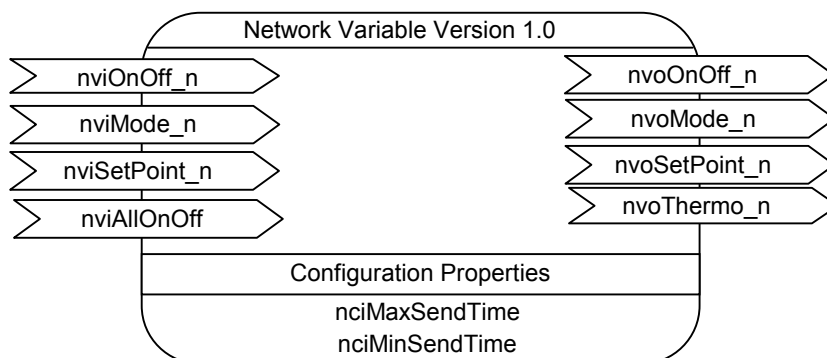 Network Variable Version 1.0
nviOnOff_n
nvoOnOff_n
nviMode_n
nvoMode_n
nviSetPoint_n
nvoSetPoint_n
nviAllOnOff
nvoThermo_n
Configuration Properties
nciMaxSendTime
nciMinSendTime